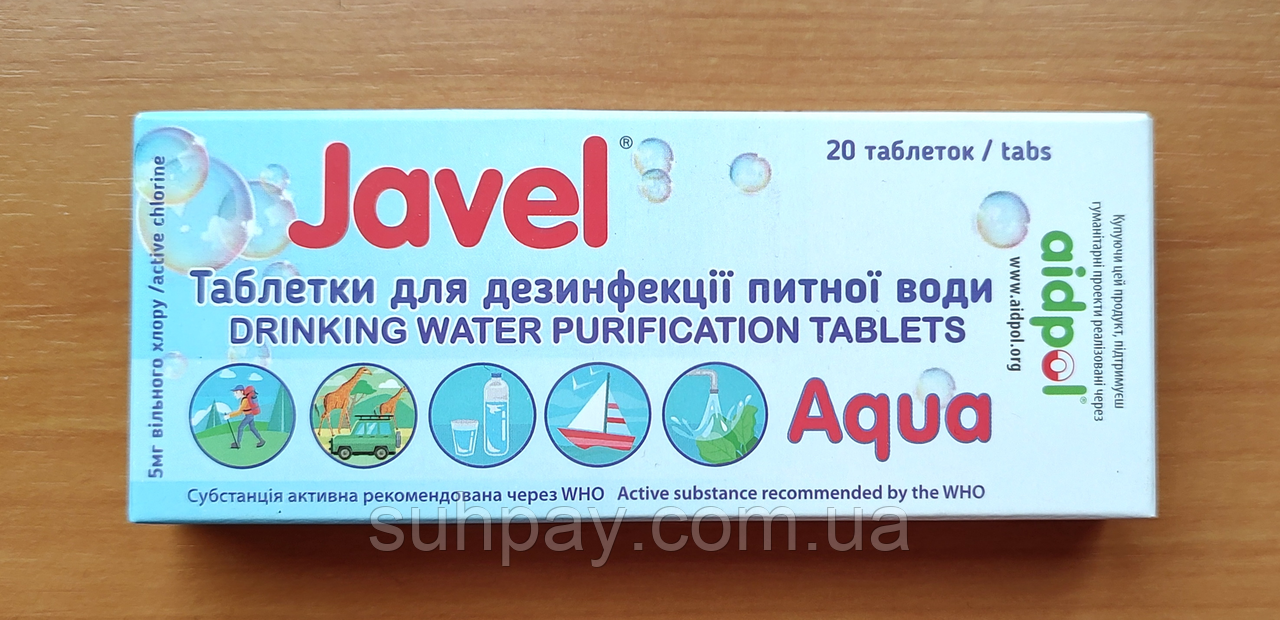 Javel®
20 таблеток / tabs
5мг вільного хлору /active chlorine
Таблетки для дезинфекції питної води
DRINKING WATER PURIFICATION TABLETS
Aqua
Субстанція активна рекомендована через WHO Active substance recommended by the WHO
www.aidpol.org
aidpol®
Купуючи цей продукт, підтримуєш
гуманітарні проекти реалізовані через
suhpay.com.ua